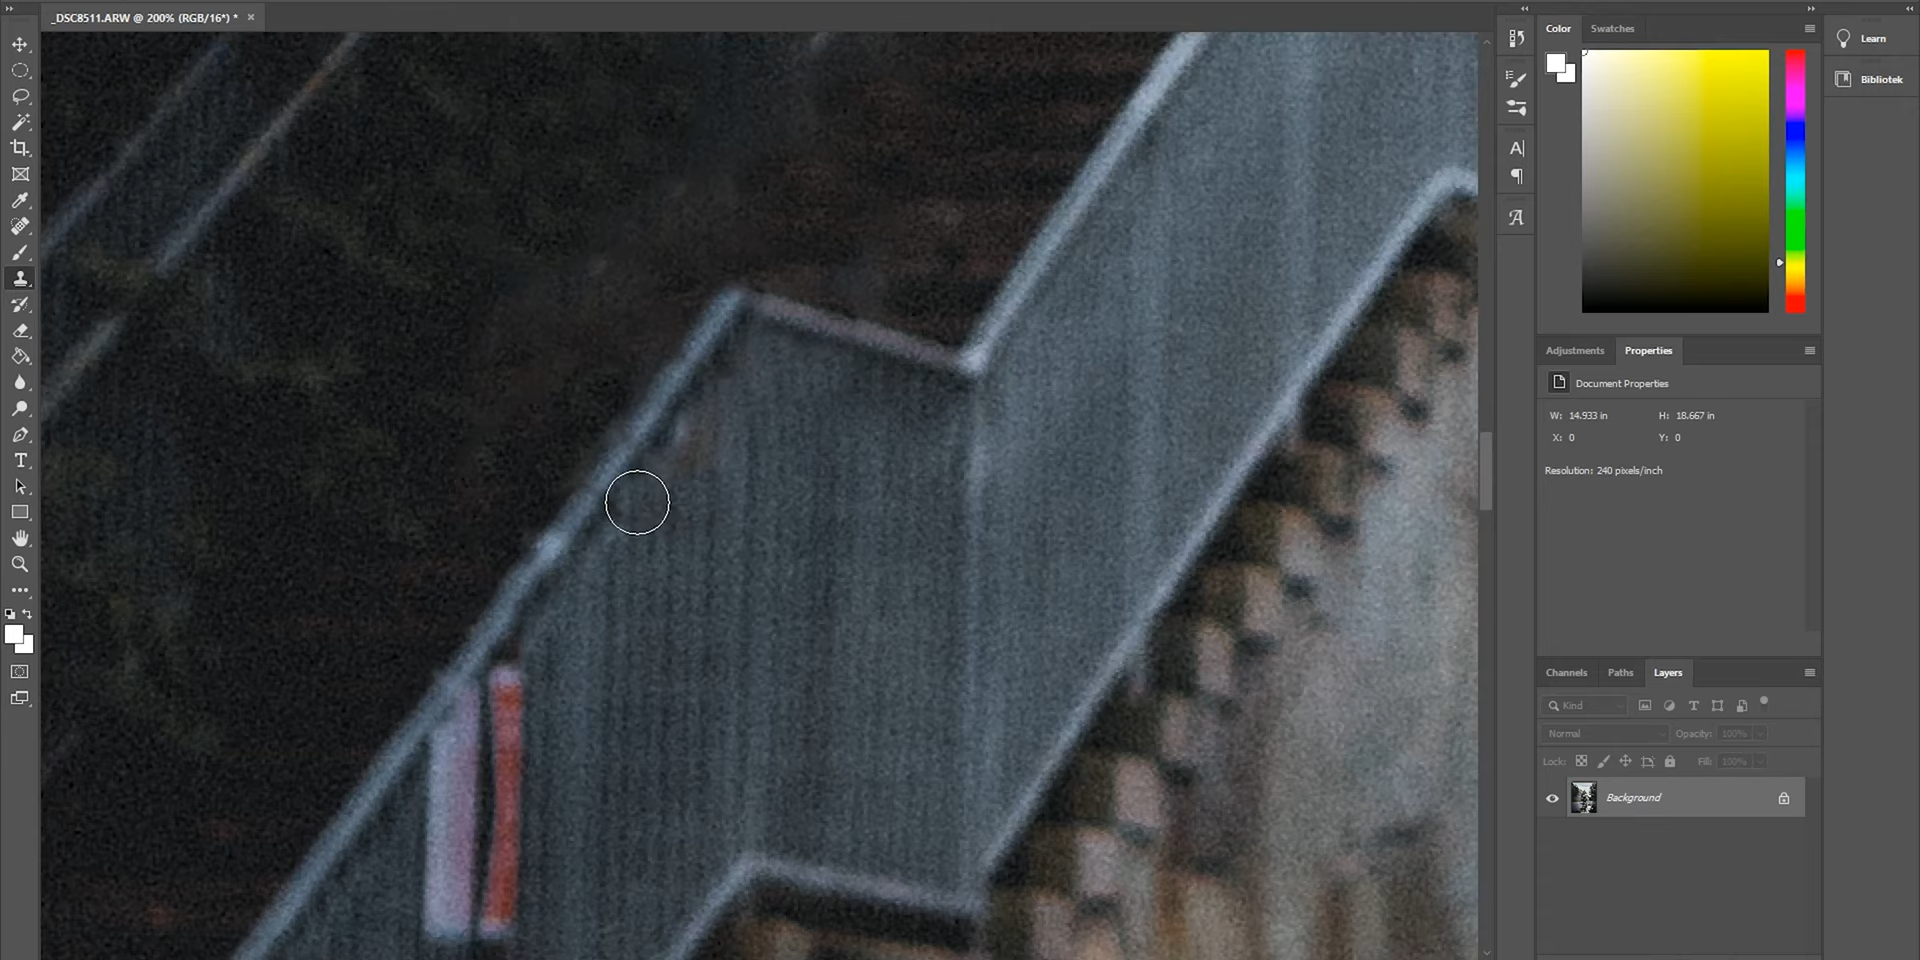 _DSC8511.ARW @ 200% (RGB/16*) *
Color
Swatches
Learn
Bibliotek
Adjustments
Properties
Document Properties
W: 14.933 in
H: 18.667 in
X: 0
Y: 0
Resolution: 240 pixels/inch
Channels
Paths
Layers
Kind
Normal
Opacity: 100%
Lock:
Fill: 100%
Background